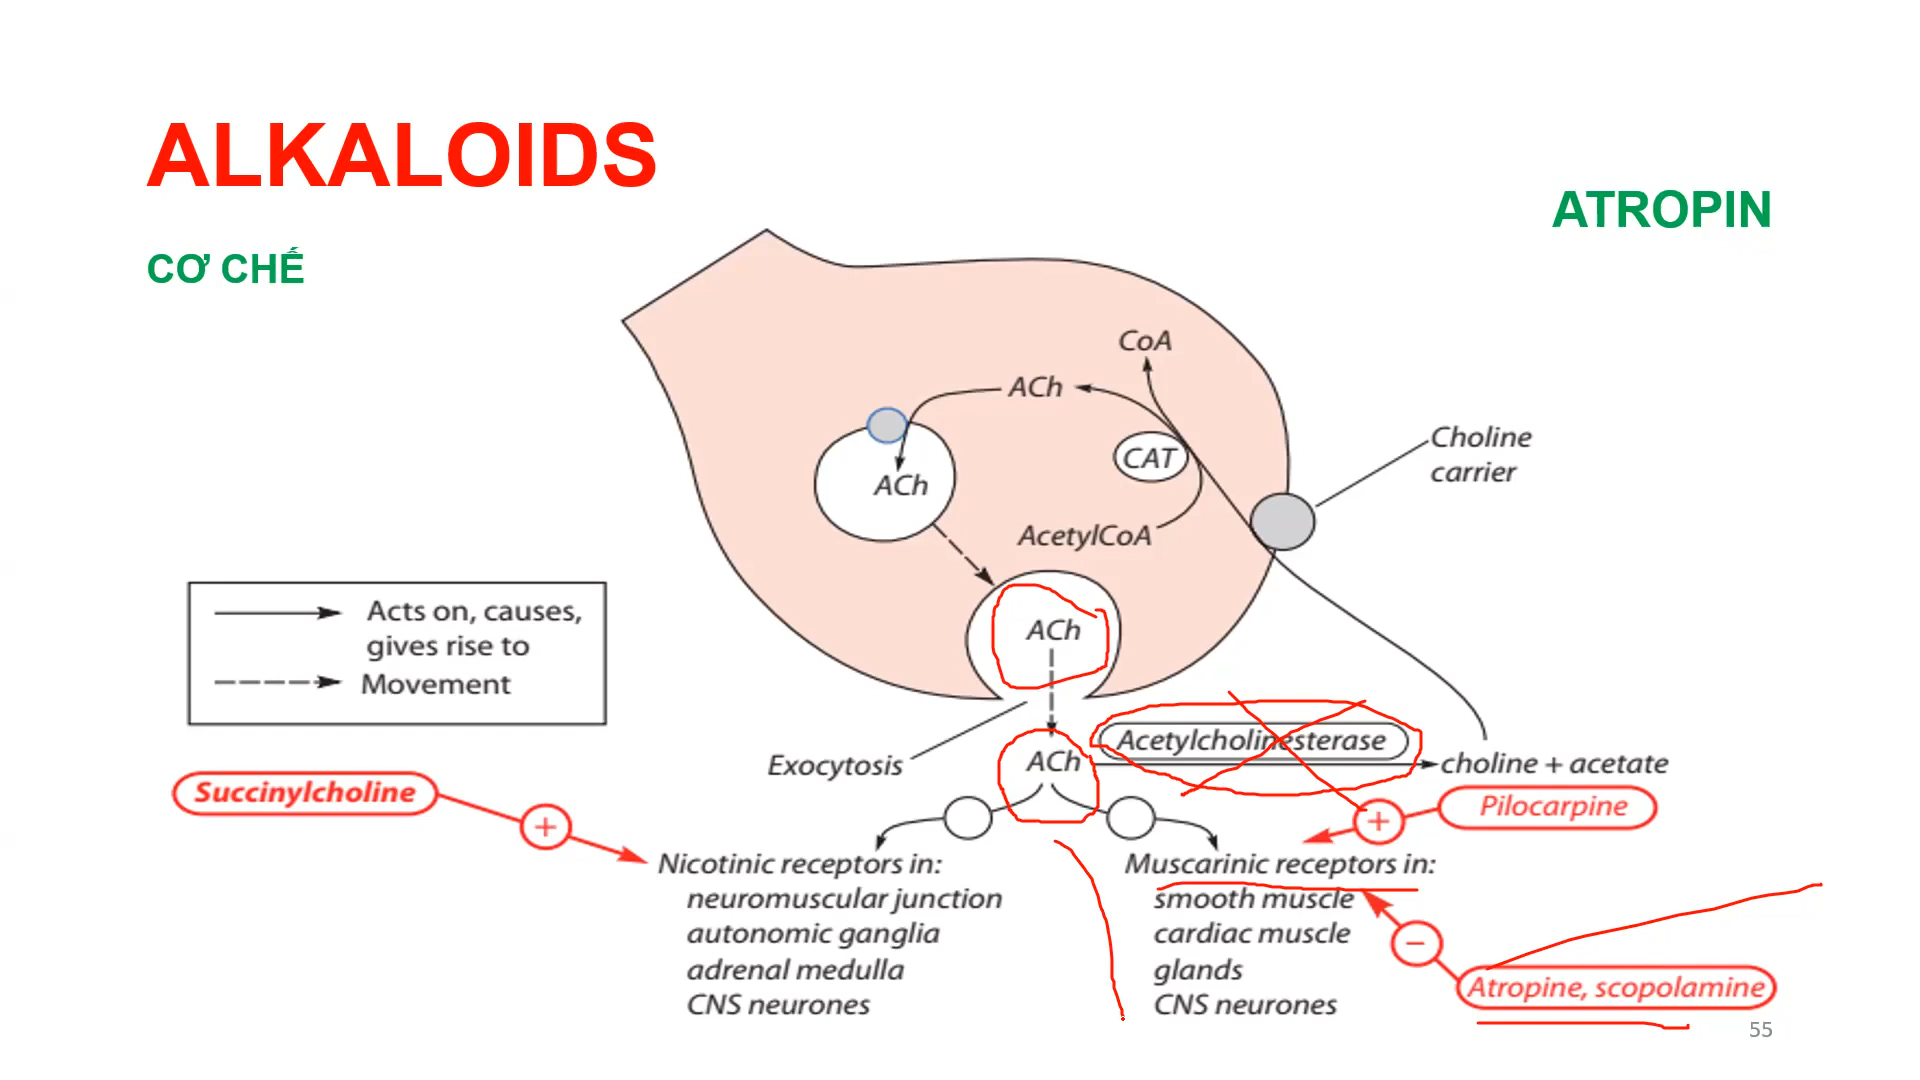 ALKALOIDS
ATROPIN
CƠ CHẾ
CoA
ACh
CAT
Choline
carrier
ACh
AcetylCoA
Acts on, causes,
gives rise to
Movement
ACh
Exocytosis
ACh
Acetylcholinesterase
choline + acetate
Succinylcholine
+
Pilocarpine
+
Nicotinic receptors in:
neuromuscular junction
autonomic ganglia
adrenal medulla
CNS neurones
Muscarinic receptors in:
smooth muscle
cardiac muscle
glands
CNS neurones
−
Atropine, scopolamine
55